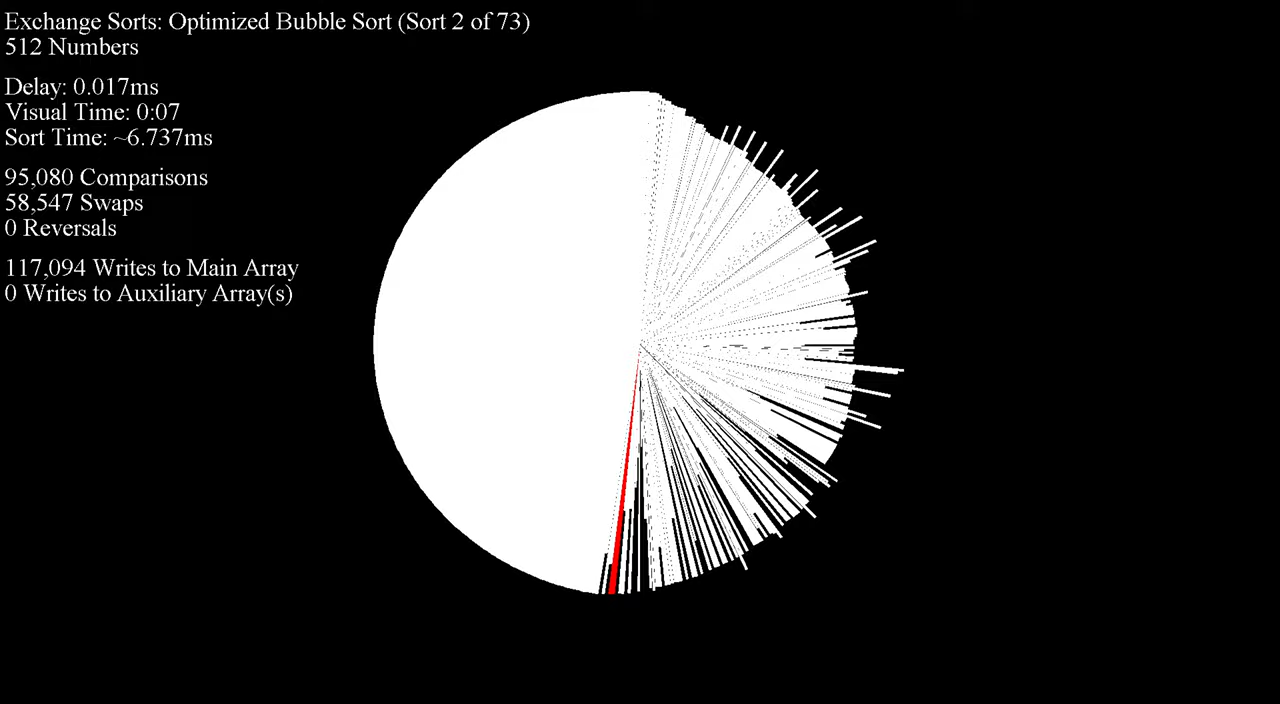 Exchange Sorts: Optimized Bubble Sort (Sort 2 of 73)
512 Numbers
Delay: 0.017ms
Visual Time: 0:07
Sort Time: ~6.737ms
95,080 Comparisons
58,547 Swaps
0 Reversals
117,094 Writes to Main Array
0 Writes to Auxiliary Array(s)